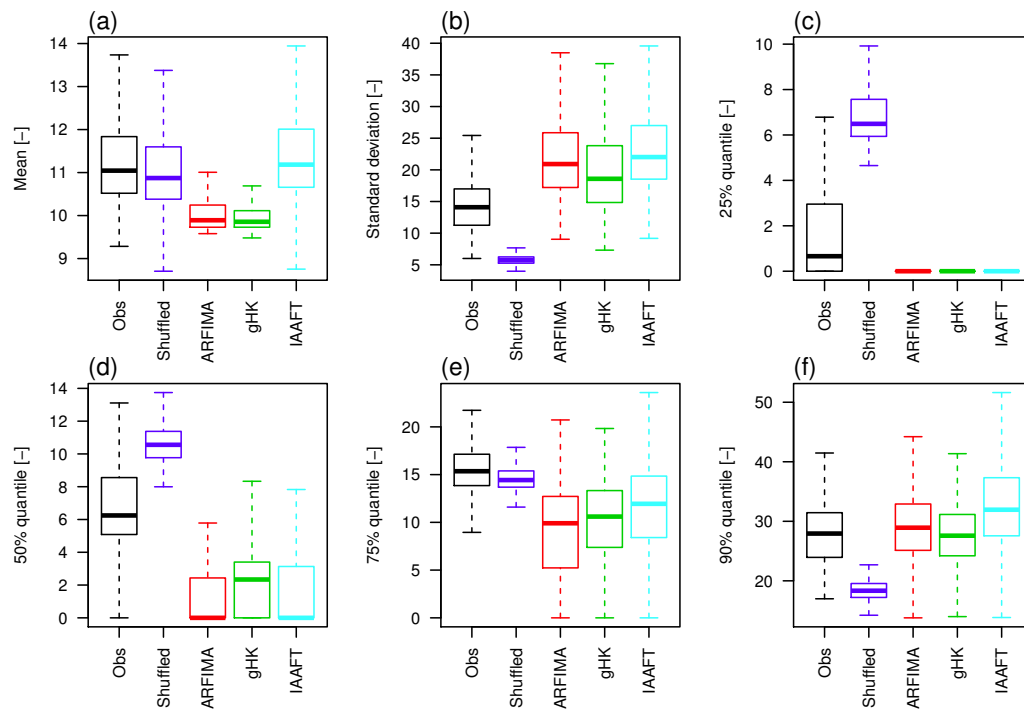 (a)
Mean [−]
14
13
12
11
10
9
Obs
Shuffled
ARFIMA
gHK
IAAFT
(b)
Standard deviation [−]
40
35
30
25
20
15
10
5
Obs
Shuffled
ARFIMA
gHK
IAAFT
(c)
25% quantile [−]
10
8
6
4
2
0
Obs
Shuffled
ARFIMA
gHK
IAAFT
(d)
50% quantile [−]
14
12
10
8
6
4
2
0
Obs
Shuffled
ARFIMA
gHK
IAAFT
(e)
75% quantile [−]
20
15
10
5
0
Obs
Shuffled
ARFIMA
gHK
IAAFT
(f)
90% quantile [−]
50
40
30
20
Obs
Shuffled
ARFIMA
gHK
IAAFT